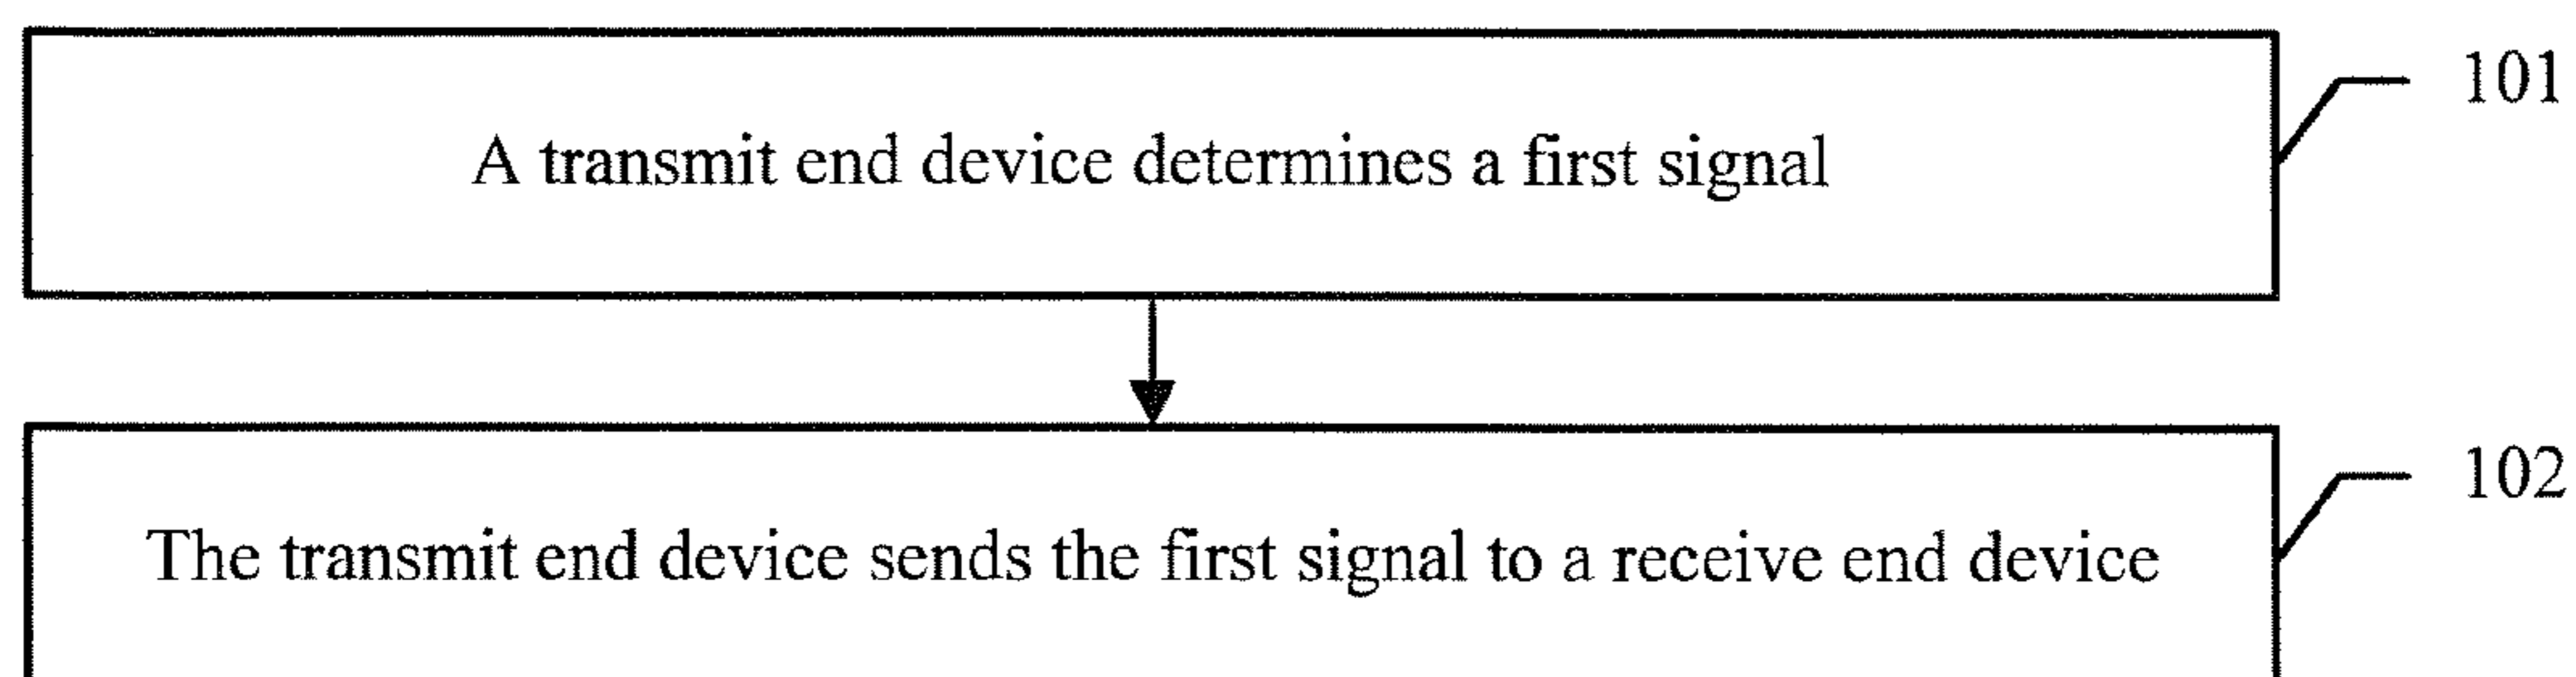 A transmit end device determines a first signal
101
The transmit end device sends the first signal to a receive end device
102